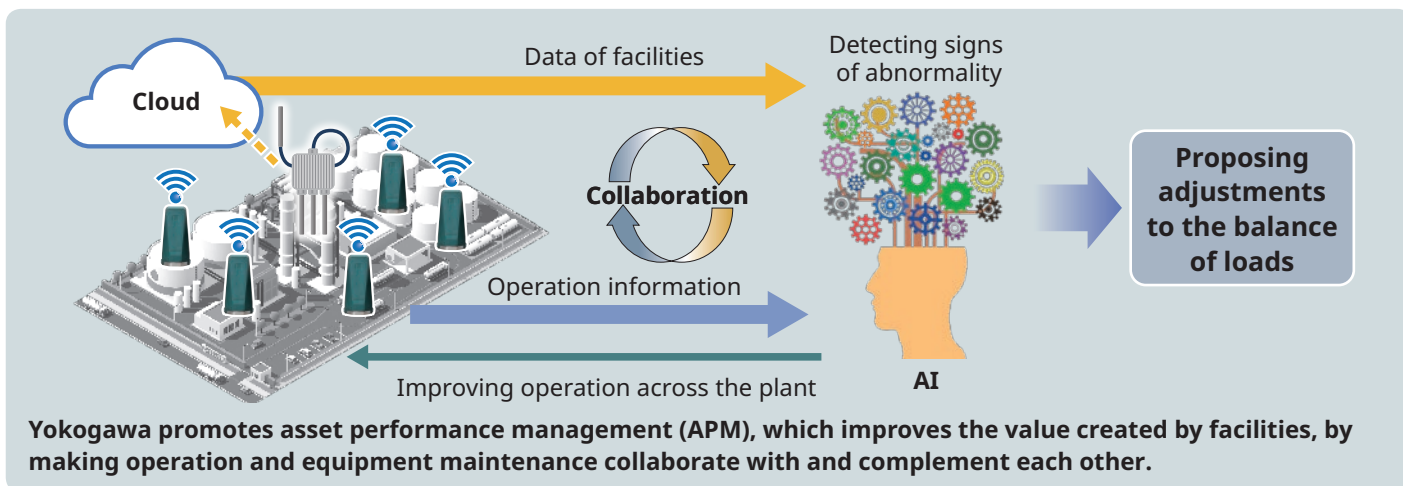 Data of facilities
Detecting signs
of abnormality
Cloud
Collaboration
Proposing
adjustments
to the balance
of loads
Operation information
Improving operation across the plant
AI
Yokogawa promotes asset performance management (APM), which improves the value created by facilities, by
making operation and equipment maintenance collaborate with and complement each other.